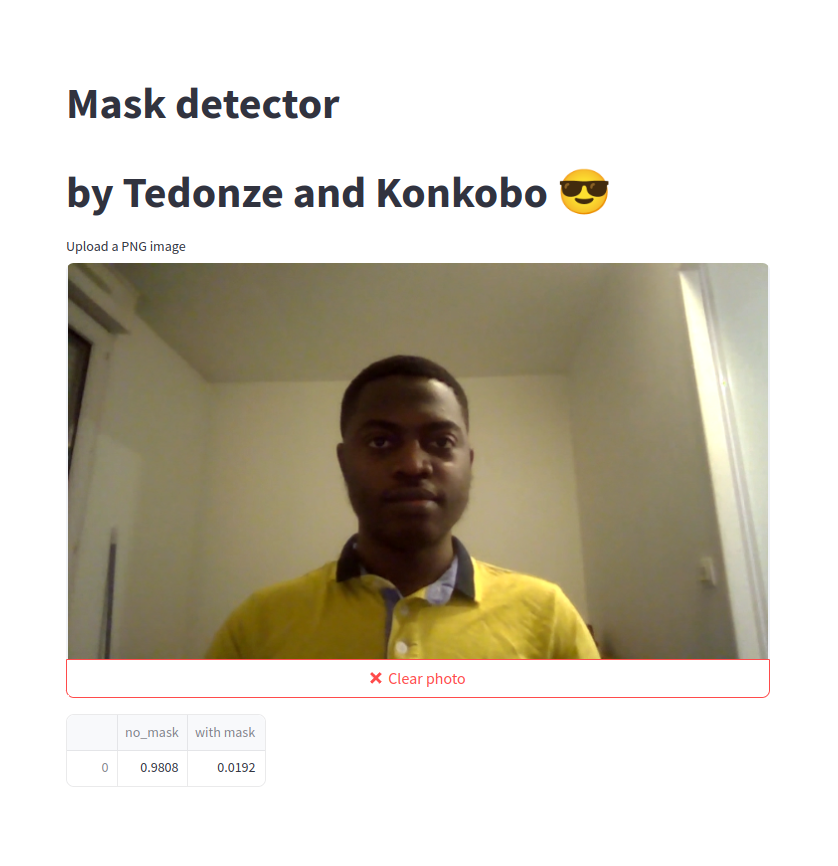 Mask detector
by Tedonze and Konkobo 😎
Upload a PNG image
Clear photo
no_mask with mask
0 0.9808 0.0192